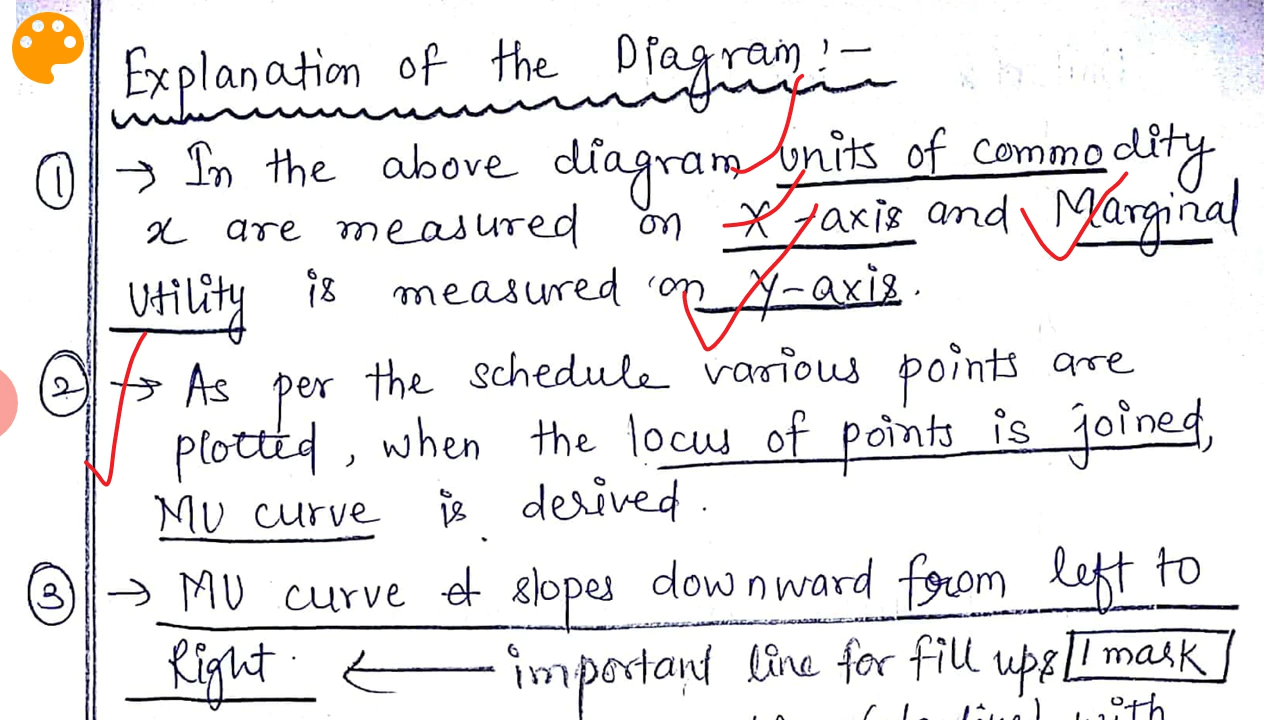 Explanation of the Diagram :-
① → In the above diagram units of commodity
x are measured on X-axis and Marginal
Utility is measured on Y-axis.
② → As per the schedule various points are
plotted, when the locus of points is joined,
MU curve is derived.
③ → MU curve slopes downward from left to
Right. ← important line for fill ups 1 mask
with